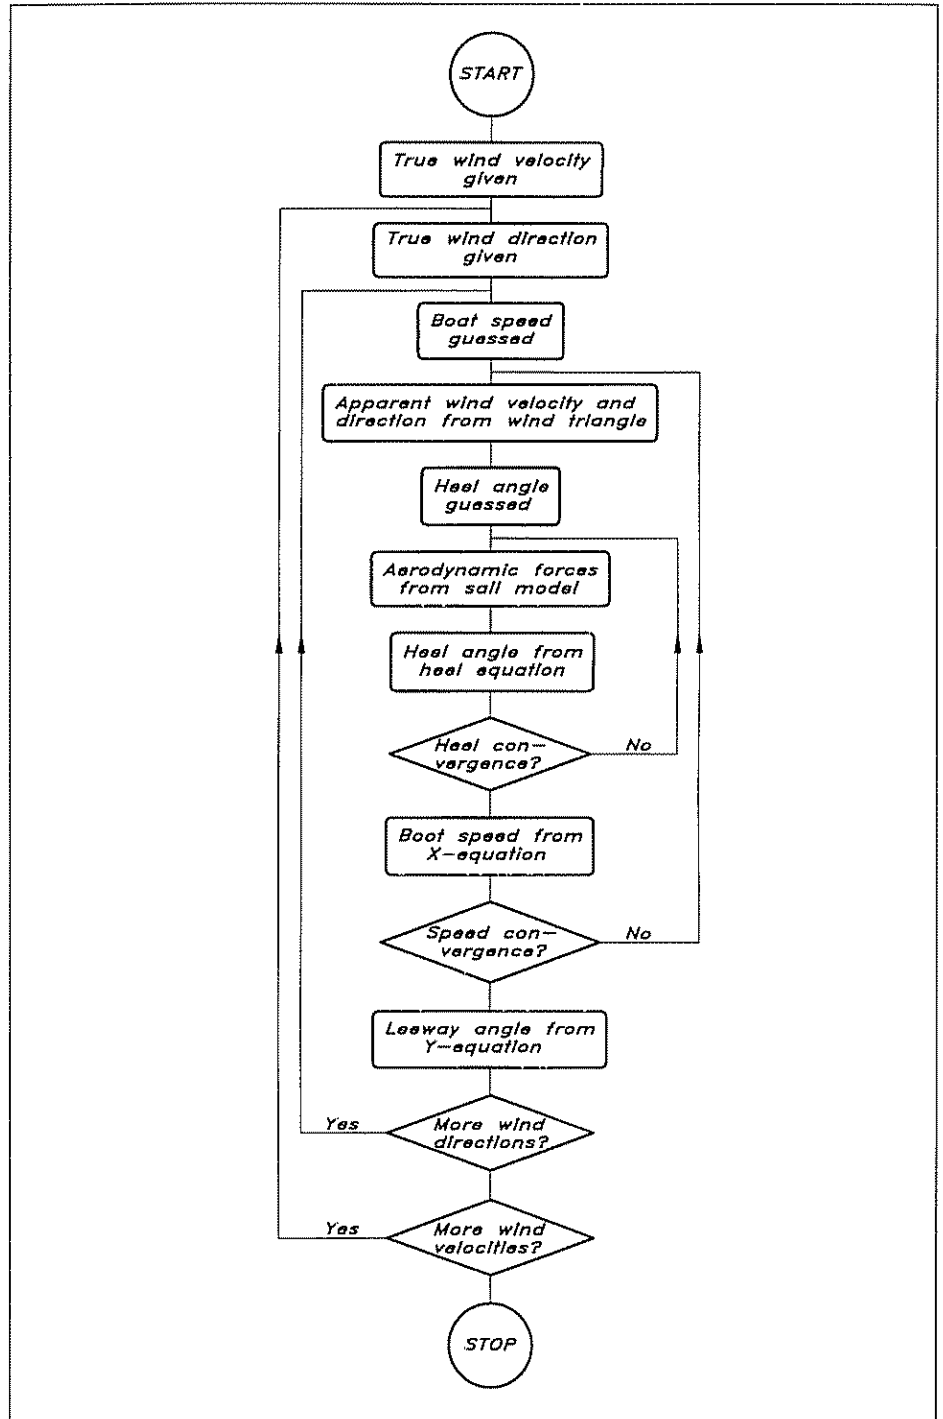 START
True wind velocity
given
True wind direction
given
Boat speed
guessed
Apparent wind velocity and
direction from wind triangle
Heel angle
guessed
Aerodynamic forces
from sail model
Heel angle from
heel equation
Heel con-
vergence?
No
Boat speed from
X-equation
Speed con-
vergence?
No
Leeway angle from
Y-equation
Yes
More wind
directions?
Yes
More wind
velocities?
STOP